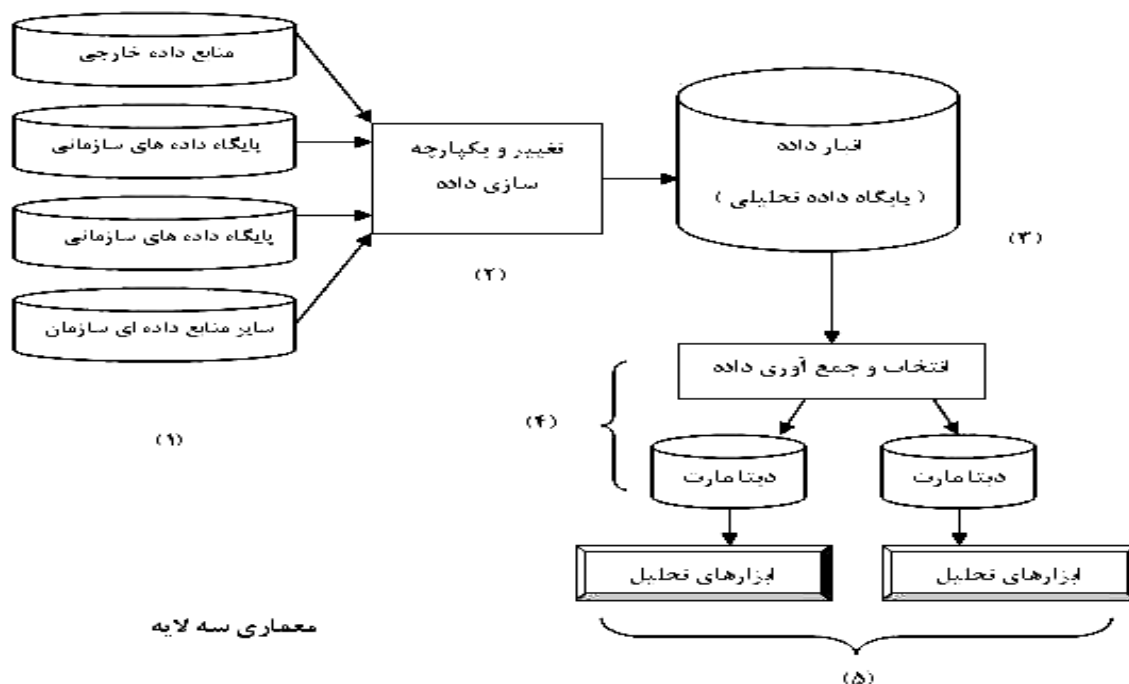 منابع داده خارجی
پایگاه داده های سازمانی
پایگاه داده های سازمانی
سایر منابع داده ای سازمان
(۱)
تغییر و یکپارچه
سازی داده
(۲)
انبار داده
( پایگاه داده تحلیلی )
(۳)
انتخاب و جمع آوری داده
(۴)
دیتا مارت
دیتا مارت
ابزارهای تحلیل
ابزارهای تحلیل
(۵)
معماری سه لایه